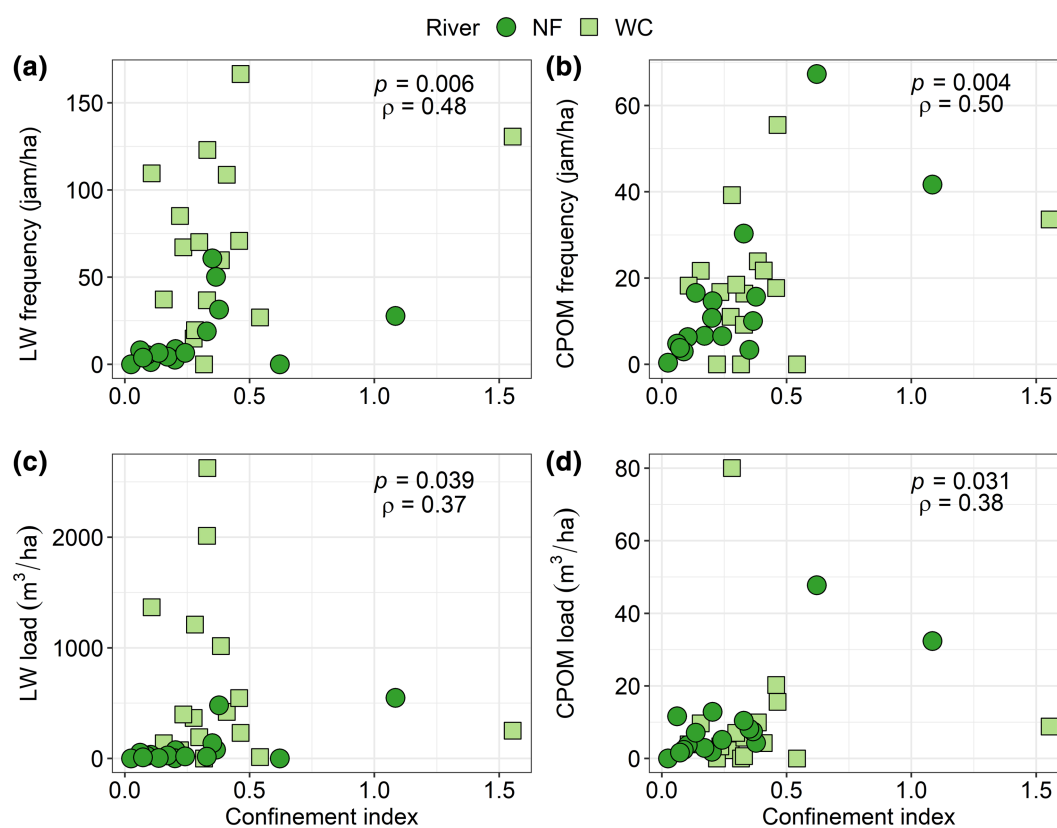 River NF WC
(a)
p = 0.006
ρ = 0.48
LW frequency (jam/ha)
150
100
50
0
0.0 0.5 1.0 1.5
(b)
p = 0.004
ρ = 0.50
CPOM frequency (jam/ha)
60
40
20
0
0.0 0.5 1.0 1.5
(c)
p = 0.039
ρ = 0.37
LW load (m³/ha)
2000
1000
0
0.0 0.5 1.0 1.5
Confinement index
(d)
p = 0.031
ρ = 0.38
CPOM load (m³/ha)
80
60
40
20
0
0.0 0.5 1.0 1.5
Confinement index